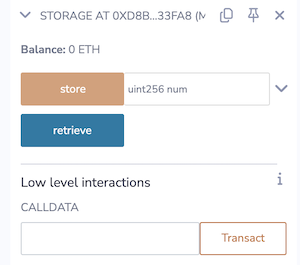 STORAGE AT 0XD8B...33FA8 (M
Balance: 0 ETH
store uint256 num
retrieve
Low level interactions i
CALLDATA
Transact